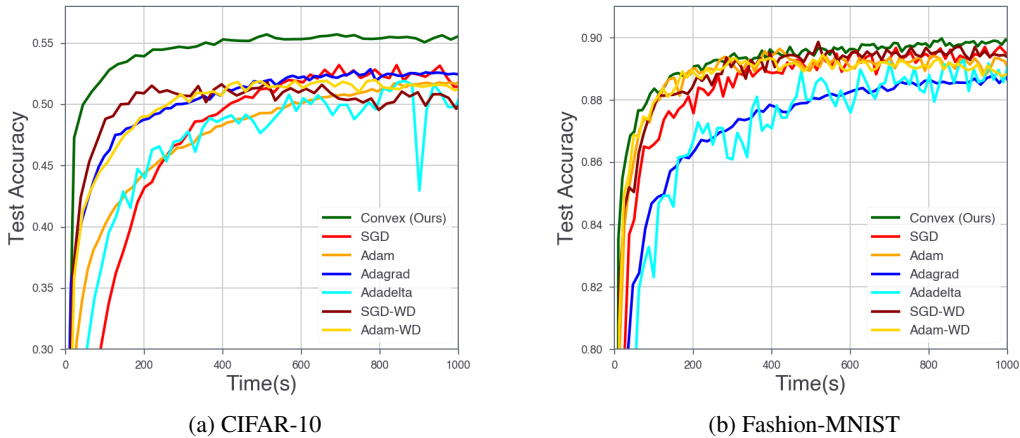 0.55
0.50
0.45
0.40
0.35
0.30
Test Accuracy
Convex (Ours)
SGD
Adam
Adagrad
Adadelta
SGD-WD
Adam-WD
0 200 400 600 800 1000
Time(s)
(a) CIFAR-10
0.90
0.88
0.86
0.84
0.82
0.80
Test Accuracy
Convex (Ours)
SGD
Adam
Adagrad
Adadelta
SGD-WD
Adam-WD
0 200 400 600 800 1000
Time(s)
(b) Fashion-MNIST